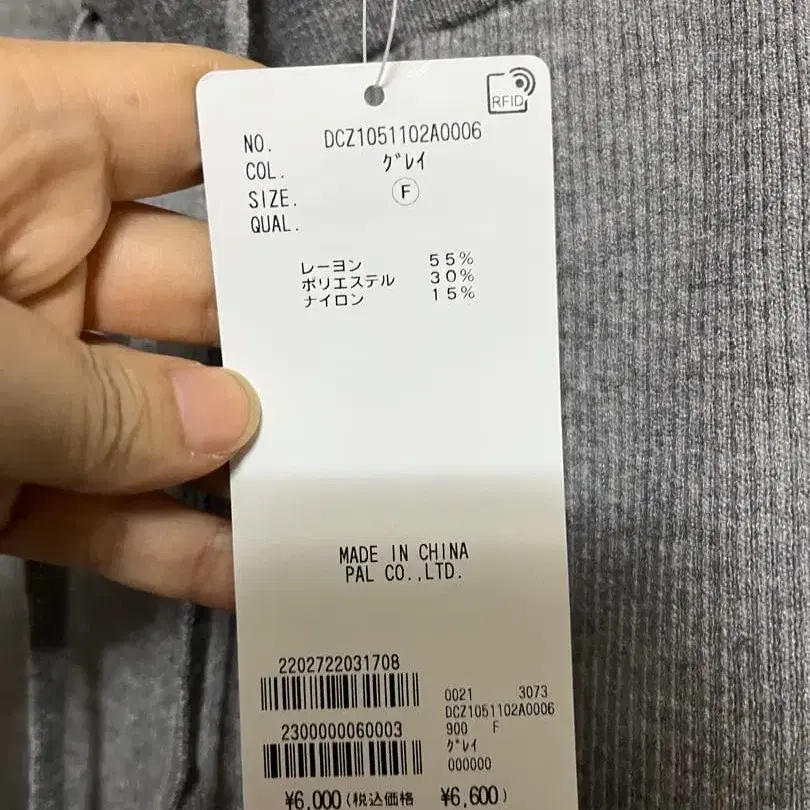 RFID
NO. DCZ1051102A0006
COL. グレイ
SIZE. F
QUAL.
レーヨン 55%
ポリエステル 30%
ナイロン 15%
MADE IN CHINA
PAL CO.,LTD.
2202722031708
0021 3073
DCZ1051102A0006
2300000060003
900 F
グレイ
000000
¥6,000(税込価格 ¥6,600)